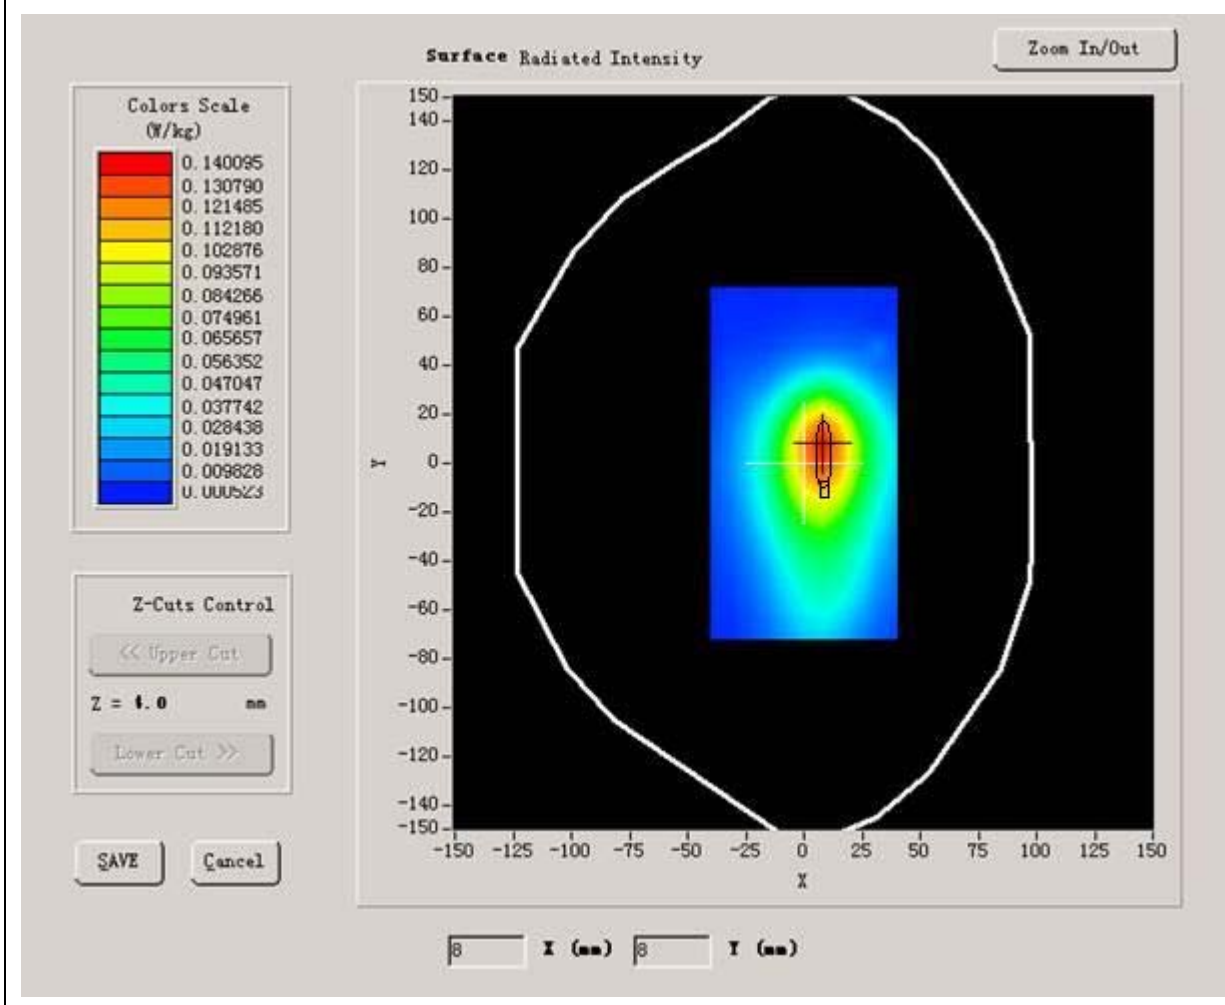 Surface Radiated Intensity
Zoom In/Out
Colors Scale
(W/kg)
0.140095
0.130790
0.121485
0.112180
0.102876
0.093571
0.084266
0.074961
0.065657
0.056352
0.047047
0.037742
0.028438
0.019133
0.009828
0.000523
Z-Cuts Control
<< Upper Cut
Z = mm
Lower Cut >>
SAVE Cancel
150
140
120
100
80
60
40
20
0
-20
-40
-60
-80
-100
-120
-140
-150
Y
-150 -125 -100 -75 -50 -25 0 25 50 75 100 125 150
X
8 X (mm) 8 Y (mm)